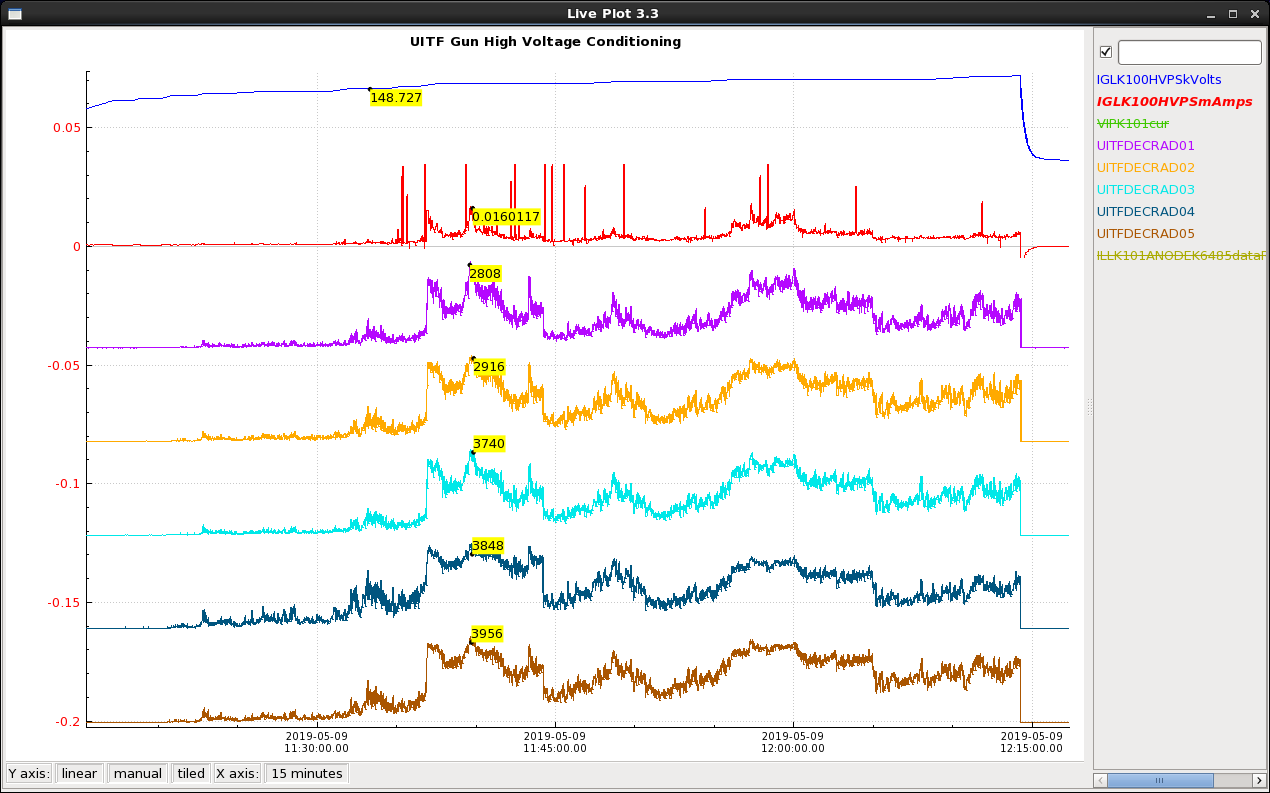 Live Plot 3.3
UITF Gun High Voltage Conditioning
148.727
0.05
0.0160117
0
2808
-0.05
2916
3740
-0.1
3848
-0.15
3956
-0.2
2019-05-09 2019-05-09 2019-05-09 2019-05-09
11:30:00.00 11:45:00.00 12:00:00.00 12:15:00.00
IGLK100HVPSkVolts
IGLK100HVPSmAmps
VIPK101cur
UITFDECRAD01
UITFDECRAD02
UITFDECRAD03
UITFDECRAD04
UITFDECRAD05
ILLK101ANODEK6485dataF
Y axis: linear manual tiled X axis: 15 minutes